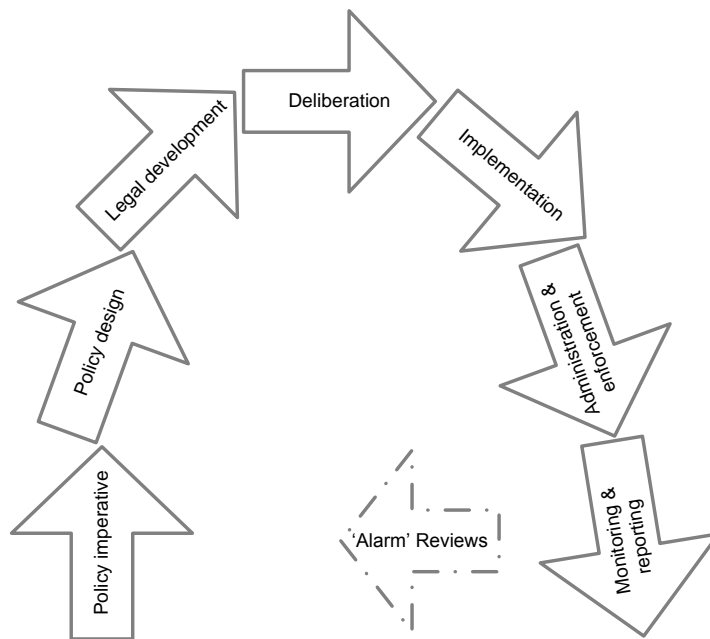 Policy imperative
Policy design
Legal development
Deliberation
Implementation
Administration &
enforcement
Monitoring &
reporting
‘Alarm’ Reviews